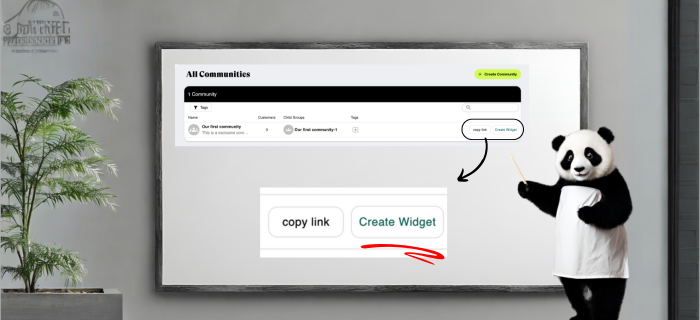 All Communities
+ Create Community
1 Community
Tags
Name Customers Child Groups Tags
Our first community 0 Our first community-1 copy link Create Widget
This is a exclusive com ...
copy link Create Widget